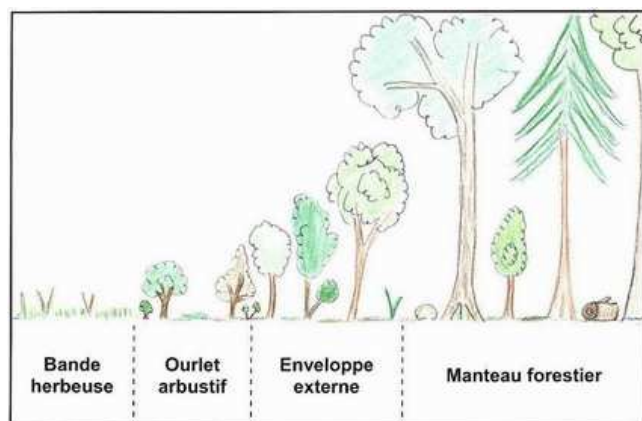 Bande
herbeuse
Ourlet
arbustif
Enveloppe
externe
Manteau forestier